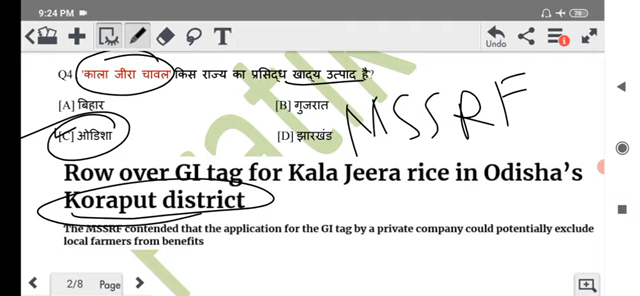 9:24 PM
78
T
Undo
Q4 'काला जीरा चावल' किस राज्य का प्रसिद्ध खाद्य उत्पाद है?
[A] बिहार
[B] गुजरात
[C] ओडिशा
[D] झारखंड
MSSRF
Row over GI tag for Kala Jeera rice in Odisha's
Koraput district
The MSSRF contended that the application for the GI tag by a private company could potentially exclude
local farmers from benefits
2/8 Page